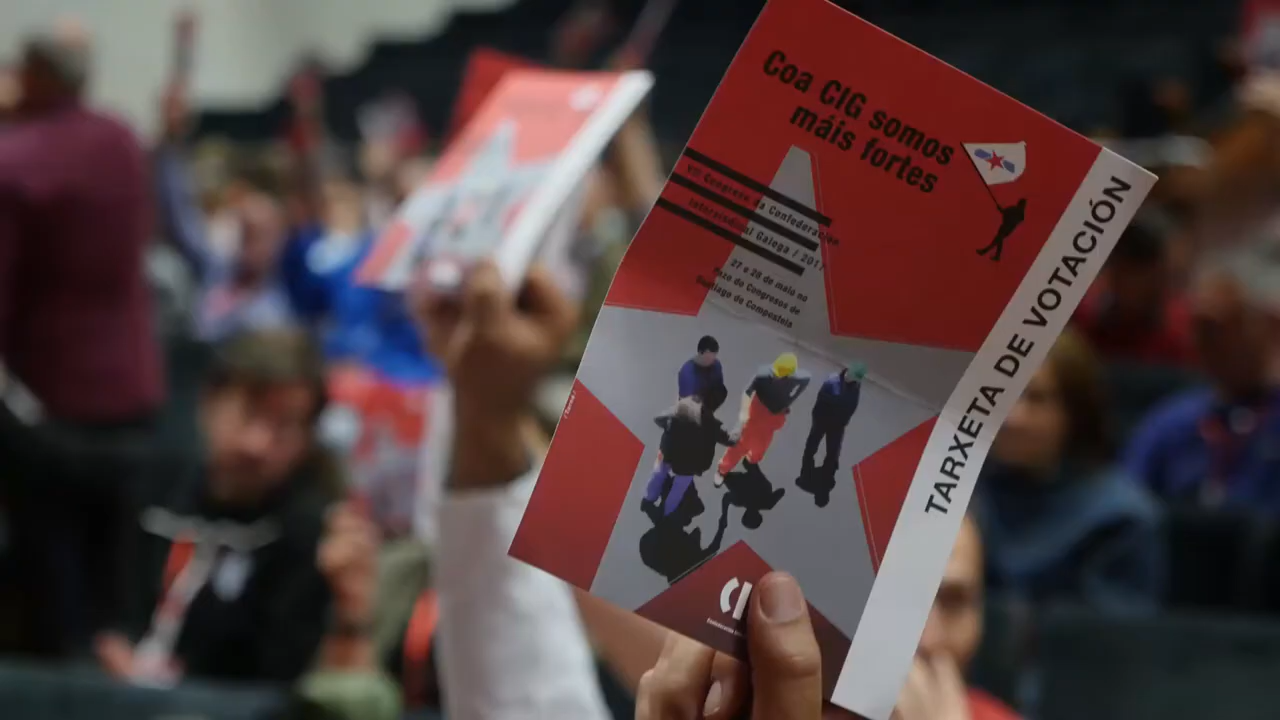 Coa CIG somos
máis fortes
VII Congreso da Confederación
Intersindical Galega / 2017
27 e 28 de maio no
Pazo de Congresos de
Santiago de Compostela
TARXETA DE VOTACIÓN